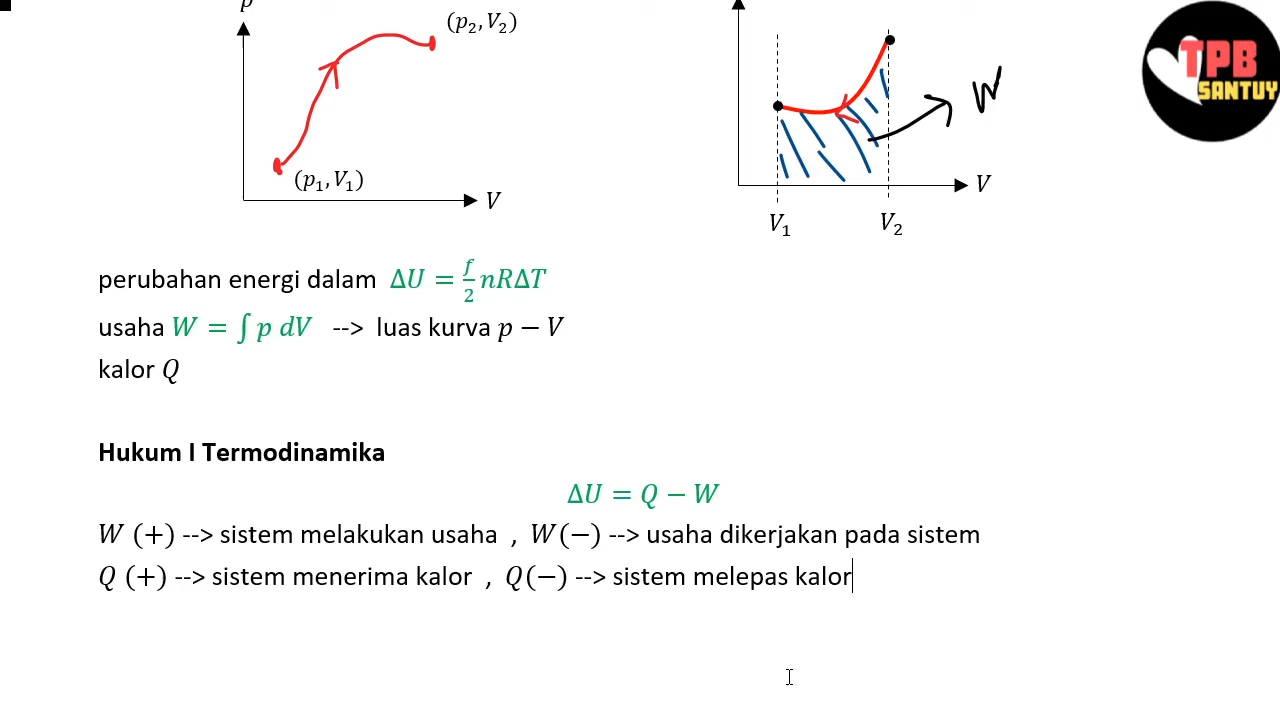 p
(p₂, V₂)
(p₁, V₁)
V
W
V
V₁
V₂
TPB
SANTUY
perubahan energi dalam ΔU = f/2 nRΔT
usaha W = ∫ p dV --> luas kurva p − V
kalor Q
Hukum I Termodinamika
ΔU = Q − W
W (+) --> sistem melakukan usaha , W(−) --> usaha dikerjakan pada sistem
Q (+) --> sistem menerima kalor , Q(−) --> sistem melepas kalor